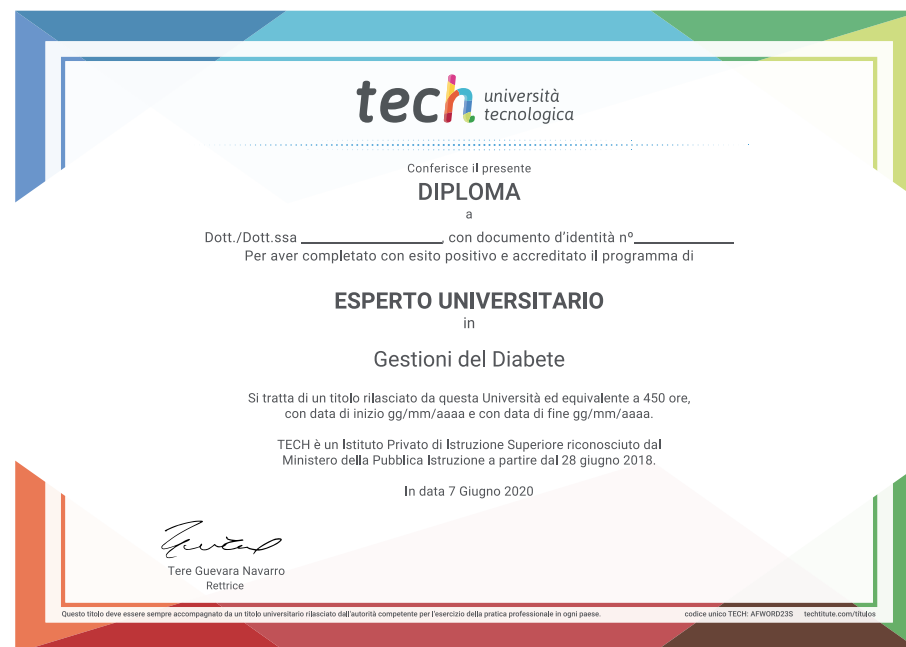 tech università
tecnologica
Conferisce il presente
DIPLOMA
a
Dott./Dott.ssa ____________________, con documento d'identità nº______________
Per aver completato con esito positivo e accreditato il programma di
ESPERTO UNIVERSITARIO
in
Gestioni del Diabete
Si tratta di un titolo rilasciato da questa Università ed equivalente a 450 ore,
con data di inizio gg/mm/aaaa e con data di fine gg/mm/aaaa.
TECH è un Istituto Privato di Istruzione Superiore riconosciuto dal
Ministero della Pubblica Istruzione a partire dal 28 giugno 2018.
In data 7 Giugno 2020
Tere Guevara Navarro
Rettrice
Questo titolo deve essere sempre accompagnato da un titolo universitario rilasciato dall'autorità competente per l'esercizio della pratica professionale in ogni paese. codice unico TECH: AFWORD23S techtitute.com/títulos